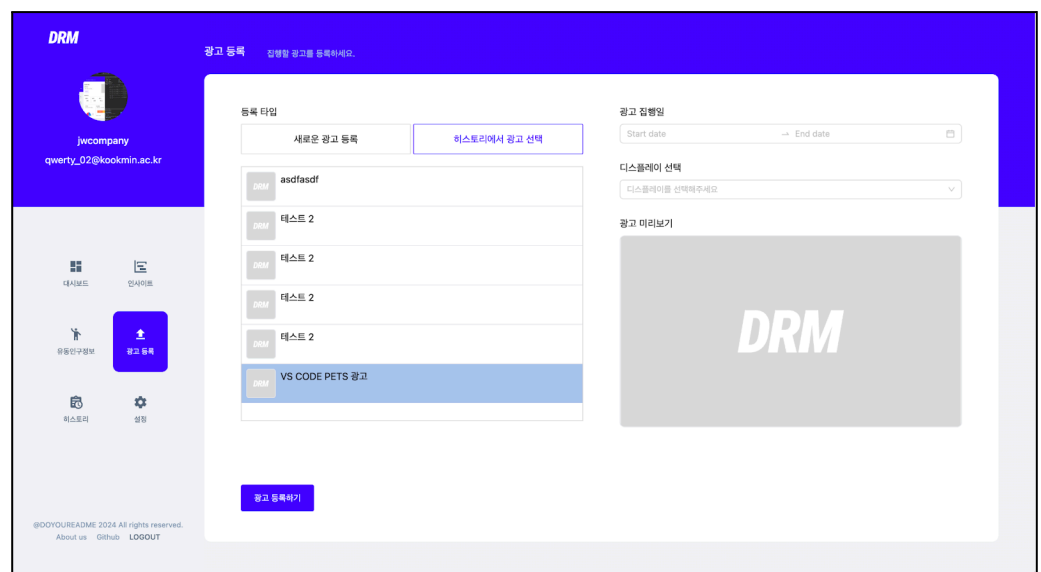 DRM
jwcompany
qwerty_02@kookmin.ac.kr
대시보드
인사이트
유동인구정보
광고 등록
히스토리
설정
@DOYOUREADME 2024 All rights reserved.
About us Github LOGOUT
광고 등록 집행할 광고를 등록하세요.
등록 타입
새로운 광고 등록
히스토리에서 광고 선택
DRM asdfasdf
DRM 테스트 2
DRM 테스트 2
DRM 테스트 2
DRM 테스트 2
DRM VS CODE PETS 광고
광고 등록하기
광고 집행일
Start date → End date
디스플레이 선택
디스플레이를 선택해주세요
광고 미리보기
DRM